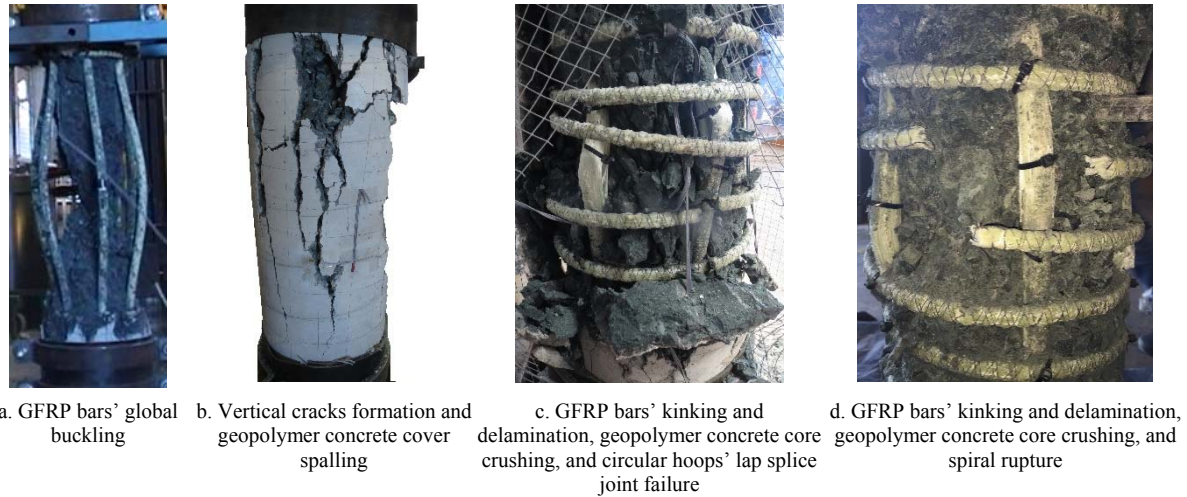 a. GFRP bars’ global
buckling
b. Vertical cracks formation and
geopolymer concrete cover
spalling
c. GFRP bars’ kinking and
delamination, geopolymer concrete core
crushing, and circular hoops’ lap splice
joint failure
d. GFRP bars’ kinking and delamination,
geopolymer concrete core crushing, and
spiral rupture